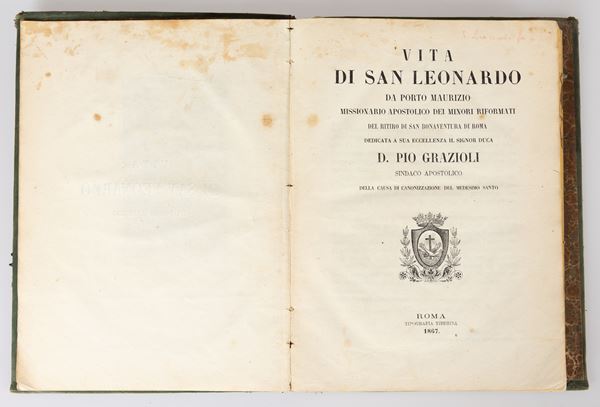 VITA
DI SAN LEONARDO
DA PORTO MAURIZIO
MISSIONARIO APOSTOLICO DEI MINORI RIFORMATI
DEL RITIRO DI SAN BONAVENTURA DI ROMA
DEDICATA A SUA ECCELLENZA IL SIGNOR DUCA
D. PIO GRAZIOLI
SINDACO APOSTOLICO
DELLA CAUSA DI CANONIZZAZIONE DEL MEDESIMO SANTO
ROMA
TIPOGRAFIA TIBERINA
1867.